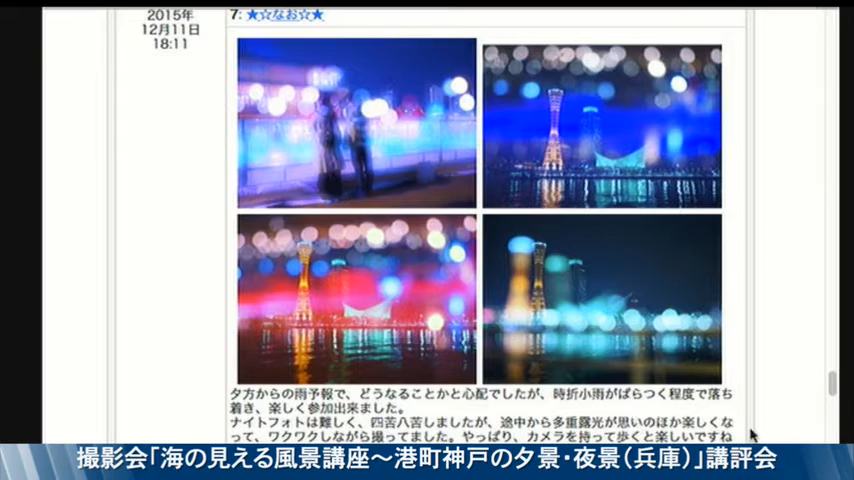 2015年
12月11日
18:11
7: ★☆なお☆★
夕方からの雨予報で、どうなることかと心配でしたが、時折小雨がぱらつく程度で落ち
着き、楽しく参加出来ました。
ナイトフォトは難しく、四苦八苦しましたが、途中から多重露光が思いのほか楽しくな
って、ワクワクしながら撮ってました。やっぱり、カメラを持って歩くと楽しいですね
撮影会「海の見える風景講座～港町神戸の夕景・夜景（兵庫）」講評会